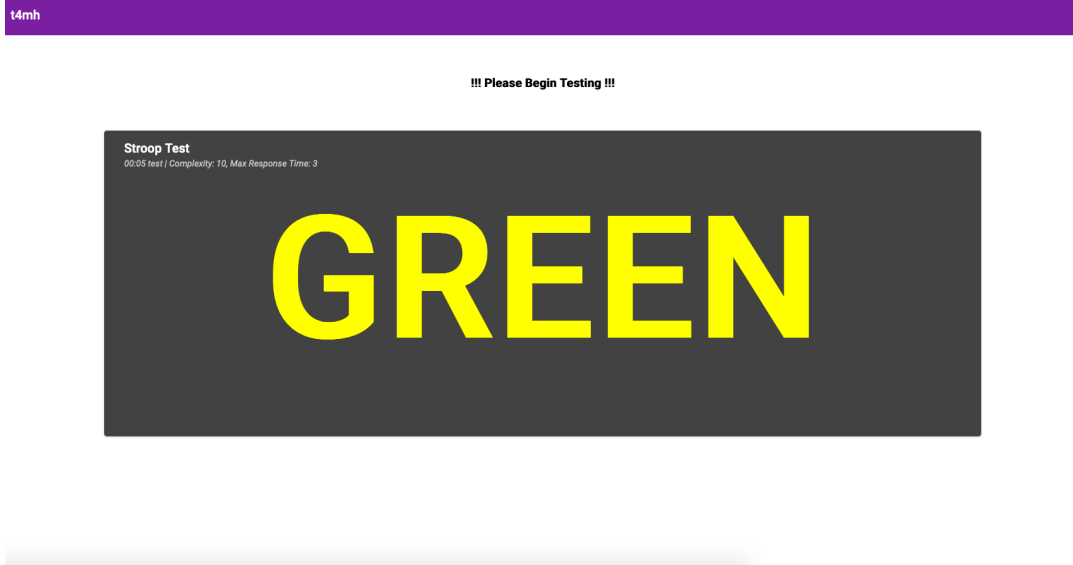 t4mh
!!! Please Begin Testing !!!
Stroop Test
00:05 test | Complexity: 10, Max Response Time: 3
GREEN